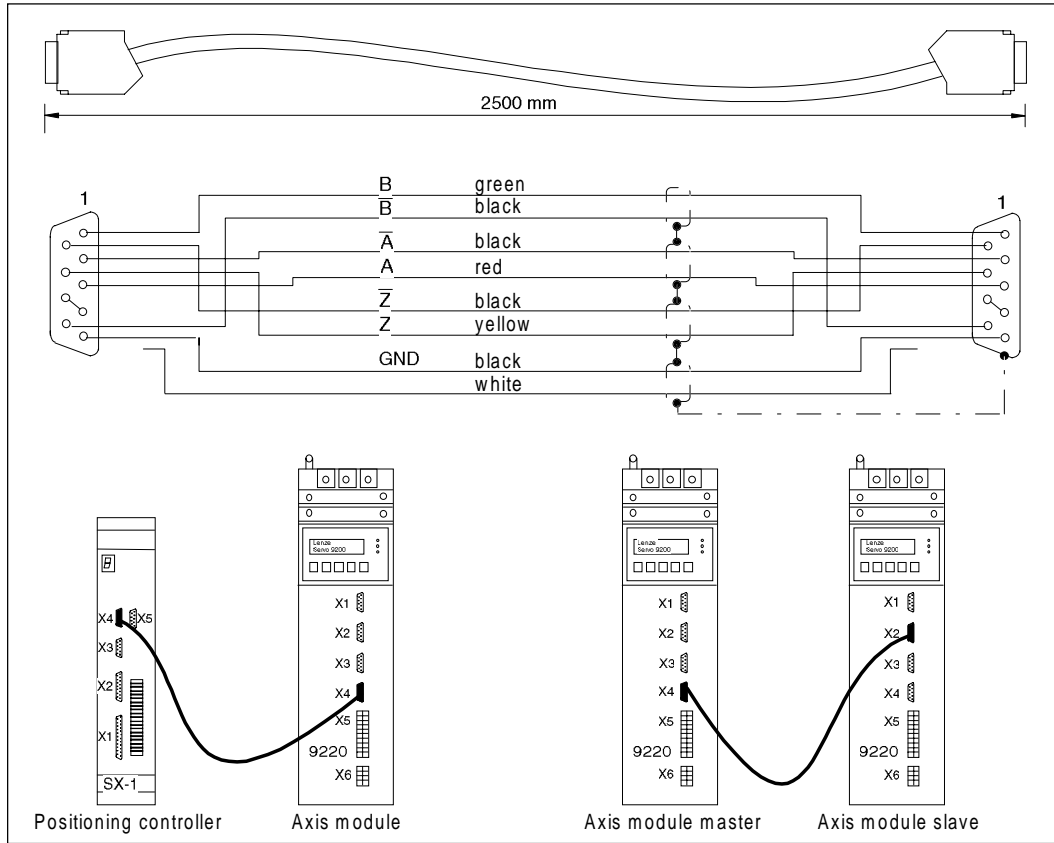 2500 mm
1
B green
B̅ black
A̅ black
A red
Z̅ black
Z yellow
GND black
white
1
X4 X5
X3
X2
X1
SX-1
Positioning controller
Lenze
Servo 9200
X1
X2
X3
X4
X5
9220
X6
Axis module
Lenze
Servo 9200
X1
X2
X3
X4
X5
9220
X6
Axis module master
Lenze
Servo 9200
X1
X2
X3
X4
X5
9220
X6
Axis module slave